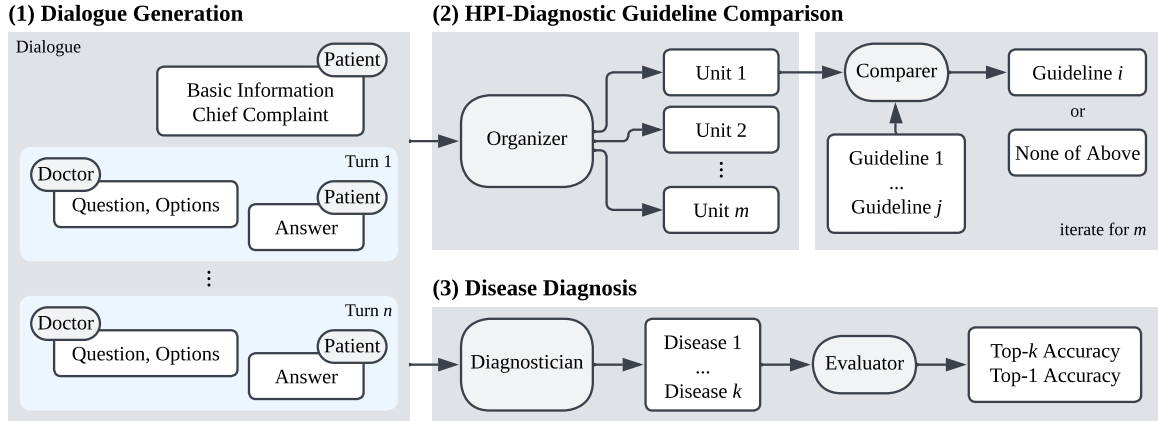 (1) Dialogue Generation
Dialogue
Patient
Basic Information
Chief Complaint
Turn 1
Doctor
Question, Options
Patient
Answer
⋮
Turn n
Doctor
Question, Options
Patient
Answer
(2) HPI-Diagnostic Guideline Comparison
Organizer
Unit 1
Unit 2
⋮
Unit m
Comparer
Guideline 1
...
Guideline j
Guideline i
or
None of Above
iterate for m
(3) Disease Diagnosis
Diagnostician
Disease 1
...
Disease k
Evaluator
Top-k Accuracy
Top-1 Accuracy